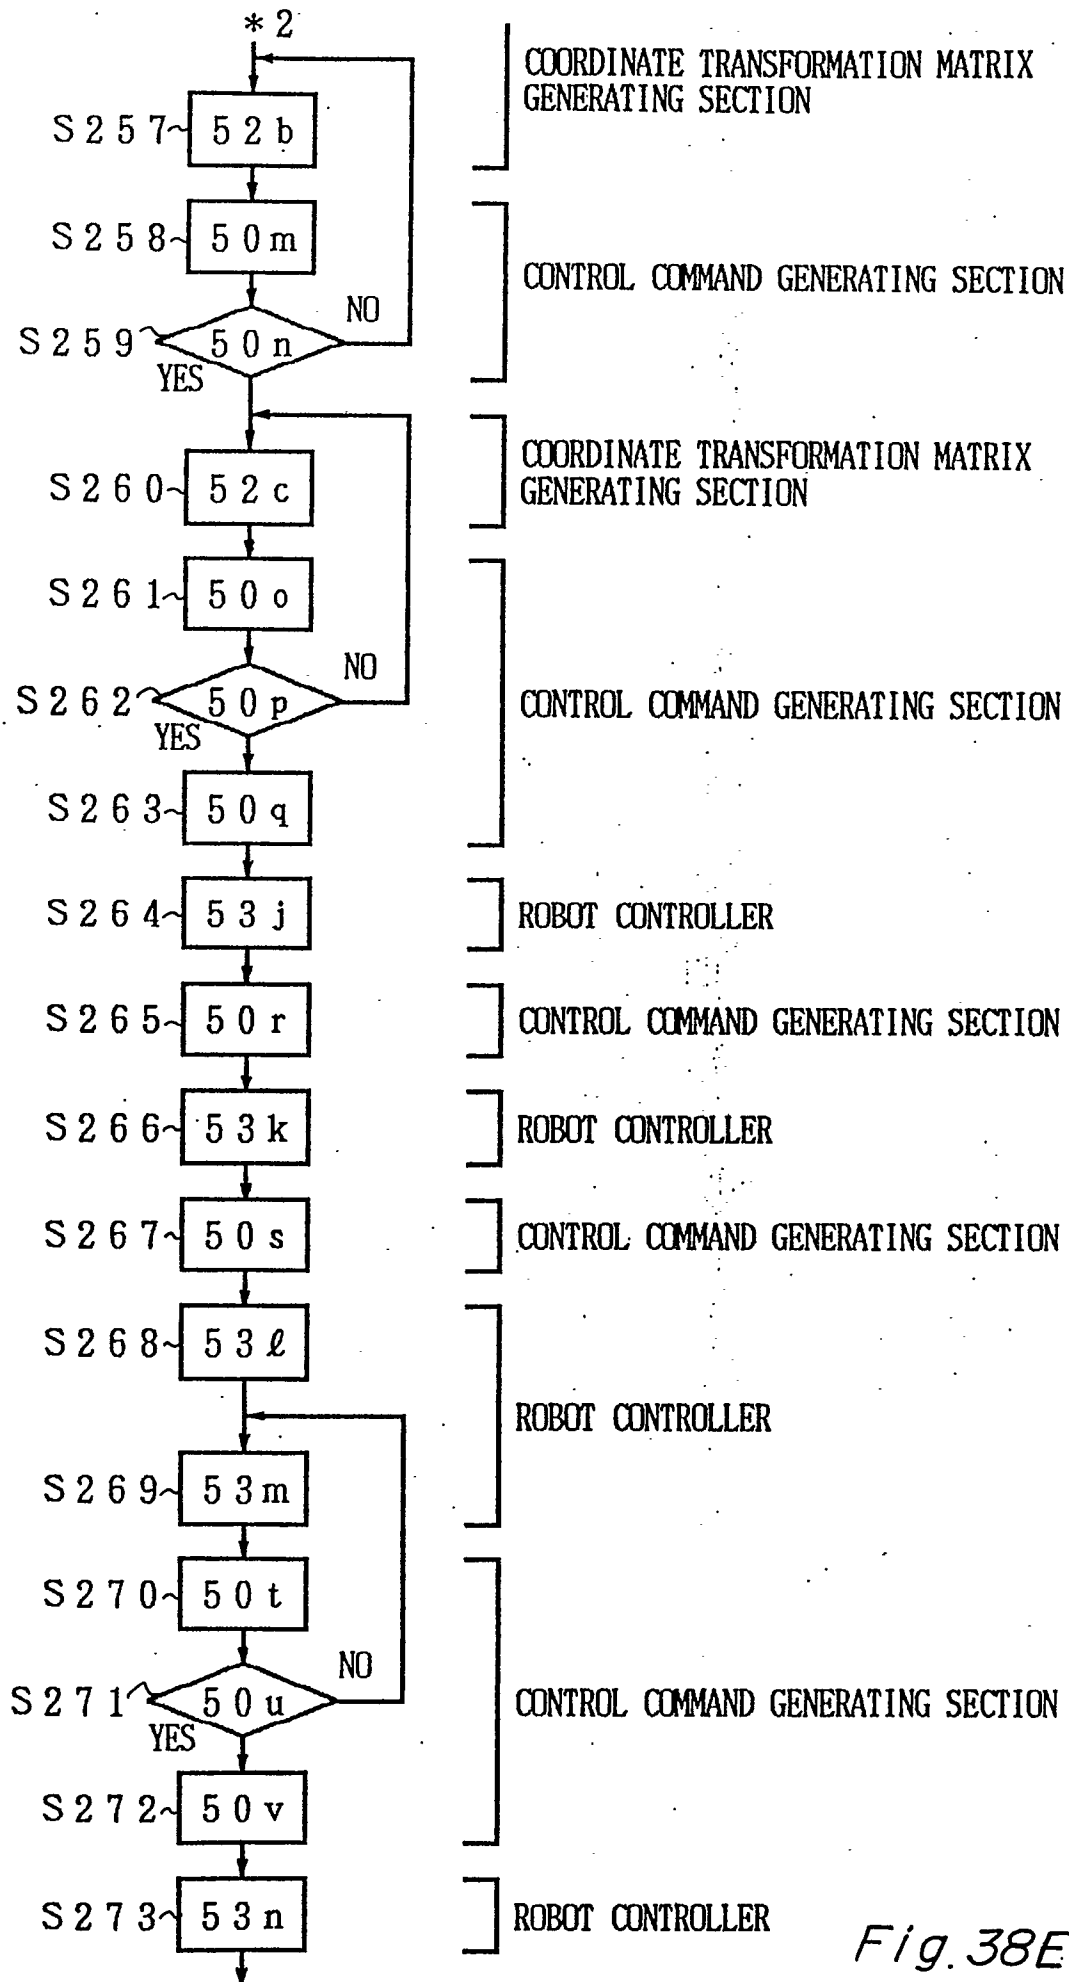 *2
COORDINATE TRANSFORMATION MATRIX
GENERATING SECTION
S257 52b
S258 50m
CONTROL COMMAND GENERATING SECTION
NO
S259 50n
YES
COORDINATE TRANSFORMATION MATRIX
GENERATING SECTION
S260 52c
S261 50o
NO
S262 50p
CONTROL COMMAND GENERATING SECTION
YES
S263 50q
S264 53j ROBOT CONTROLLER
S265 50r CONTROL COMMAND GENERATING SECTION
S266 53k ROBOT CONTROLLER
S267 50s CONTROL COMMAND GENERATING SECTION
S268 53ℓ
ROBOT CONTROLLER
S269 53m
S270 50t
NO
S271 50u CONTROL COMMAND GENERATING SECTION
YES
S272 50v
S273 53n ROBOT CONTROLLER
Fig. 38E